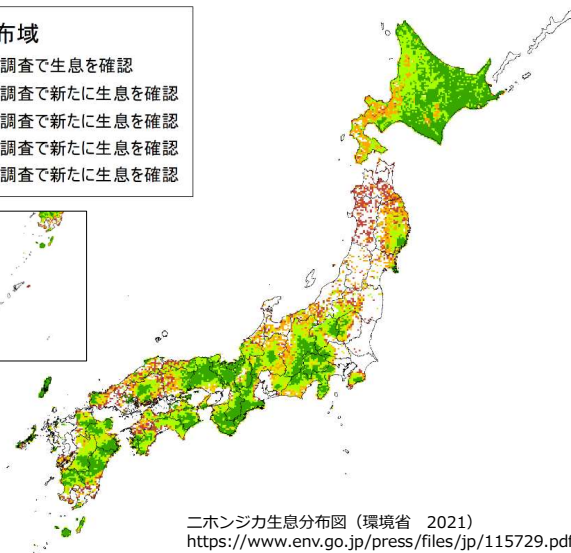 布域
調査で生息を確認
調査で新たに生息を確認
調査で新たに生息を確認
調査で新たに生息を確認
調査で新たに生息を確認
ニホンジカ生息分布図（環境省　2021）
https://www.env.go.jp/press/files/jp/115729.pdf